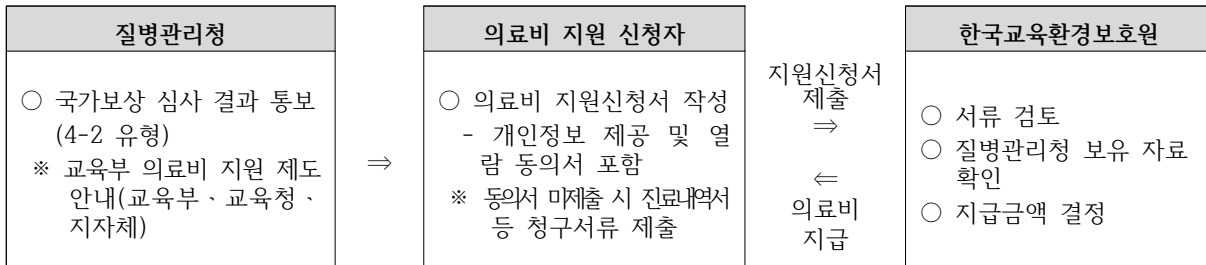 질병관리청
○ 국가보상 심사 결과 통보
(4-2 유형)
※ 교육부 의료비 지원 제도
안내(교육부、교육청、
지자체)
⇒
의료비 지원 신청자
○ 의료비 지원신청서 작성
- 개인정보 제공 및 열
람 동의서 포함
※ 동의서 미제출 시 진료내역서
등 청구서류 제출
지원신청서
제출
⇒
⇐
의료비
지급
한국교육환경보호원
○ 서류 검토
○ 질병관리청 보유 자료
확인
○ 지급금액 결정